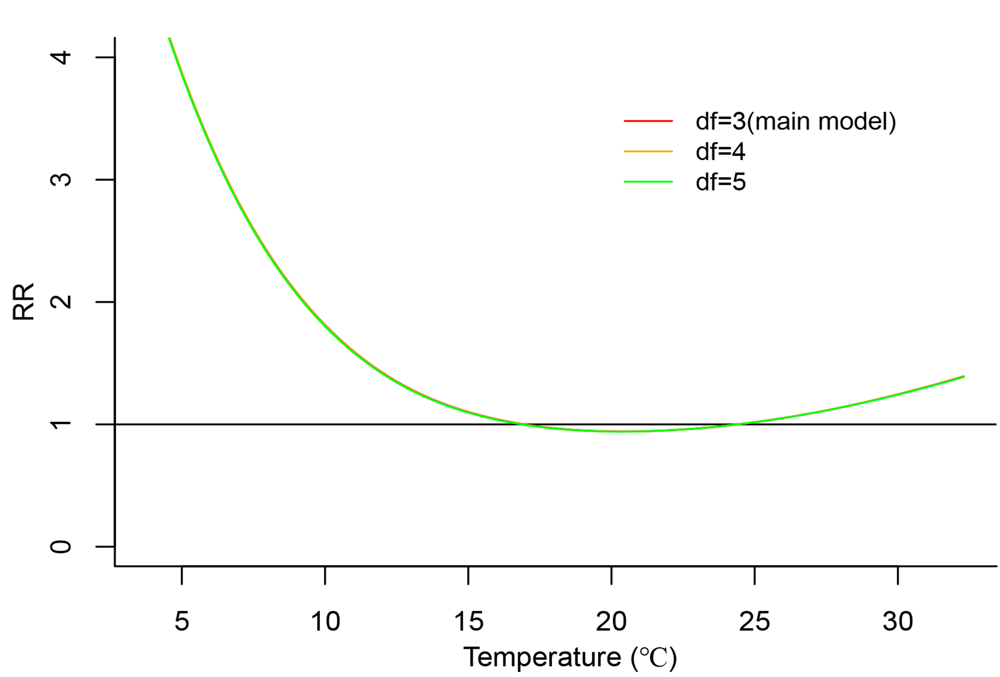 4
3
2
1
0
RR
df=3(main model)
df=4
df=5
5 10 15 20 25 30
Temperature (℃)